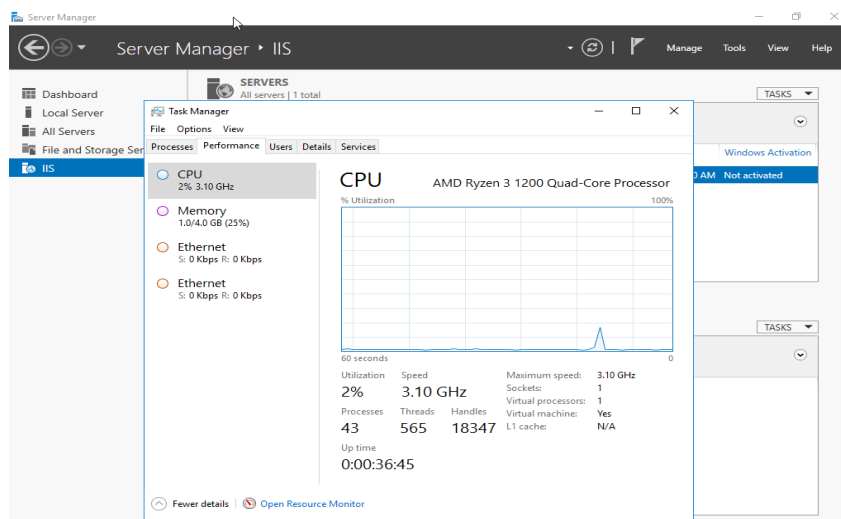 Server Manager
Server Manager ‣ IIS
Manage Tools View Help
Dashboard
Local Server
All Servers
File and Storage Ser
IIS
SERVERS
All servers | 1 total
TASKS
Windows Activation
0 AM Not activated
TASKS
Task Manager
File Options View
Processes Performance Users Details Services
CPU
2% 3.10 GHz
Memory
1.0/4.0 GB (25%)
Ethernet
S: 0 Kbps R: 0 Kbps
Ethernet
S: 0 Kbps R: 0 Kbps
CPU AMD Ryzen 3 1200 Quad-Core Processor
% Utilization 100%
60 seconds 0
Utilization Speed
2% 3.10 GHz
Processes Threads Handles
43 565 18347
Up time
0:00:36:45
Maximum speed: 3.10 GHz
Sockets: 1
Virtual processors: 1
Virtual machine: Yes
L1 cache: N/A
Fewer details | Open Resource Monitor